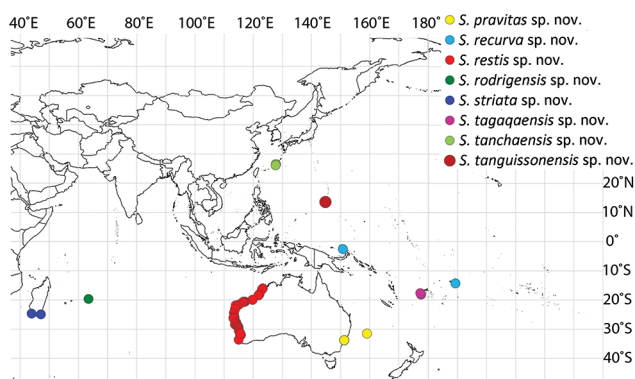 40°E 60°E 80°E 100°E 120°E 140°E 160°E 180°
S. pravitas sp. nov.
S. recurva sp. nov.
S. restis sp. nov.
S. rodrigensis sp. nov.
S. striata sp. nov.
S. tagaqaensis sp. nov.
S. tanchaensis sp. nov.
S. tanguissonensis sp. nov.
20°N
10°N
0°
10°S
20°S
30°S
40°S